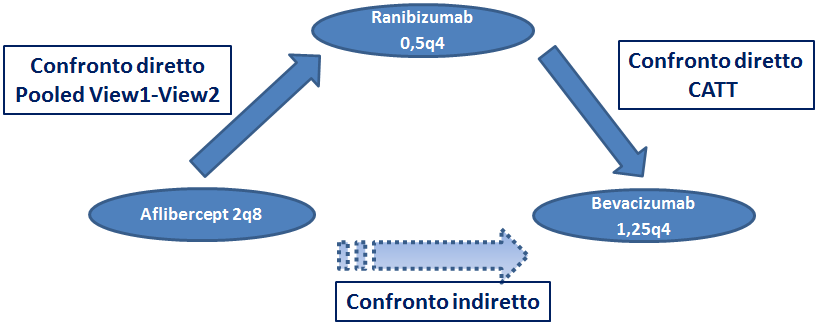 Ranibizumab
0,5q4
Confronto diretto
Pooled View1-View2
Confronto diretto
CATT
Aflibercept 2q8
Bevacizumab
1,25q4
Confronto indiretto